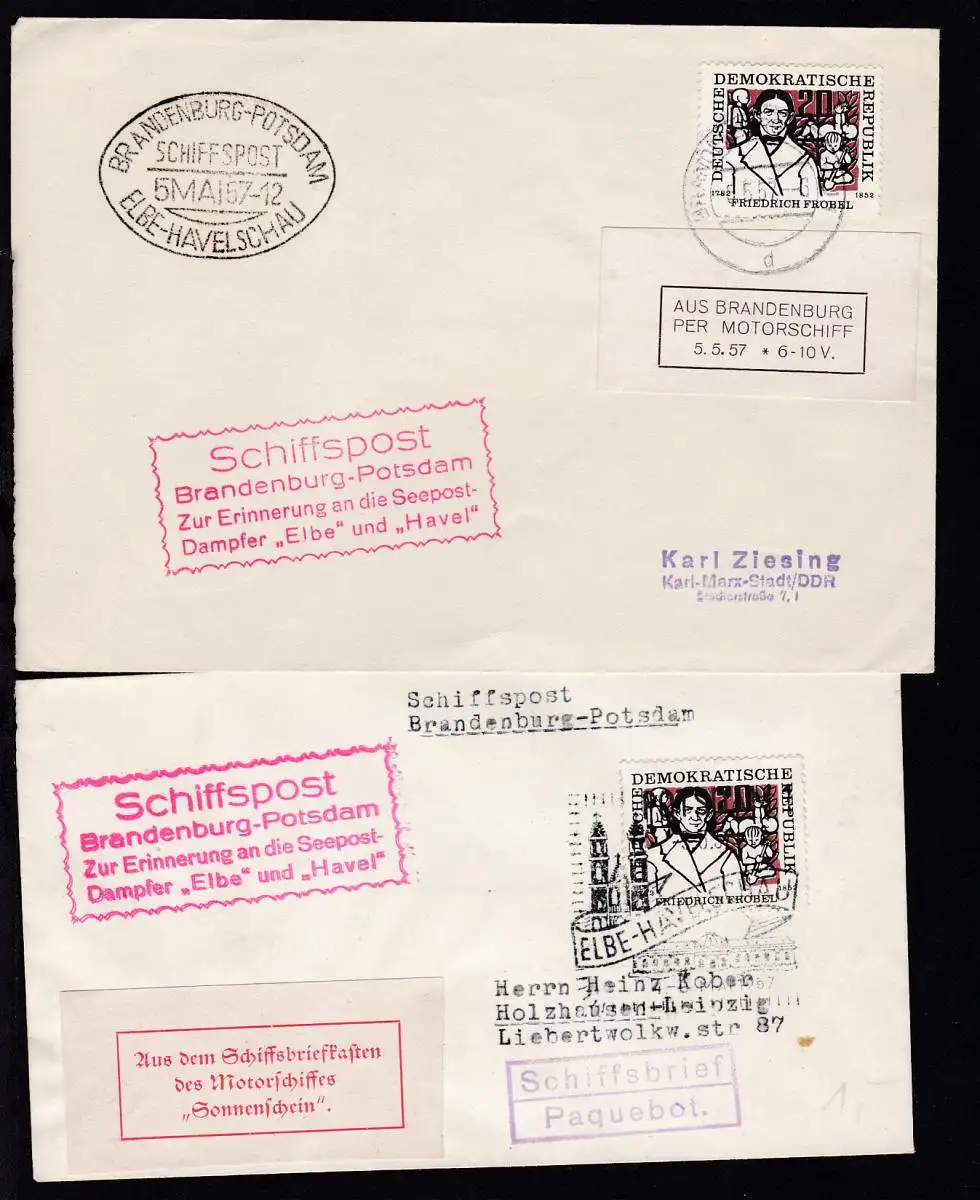 BRANDENBURG-POTSDAM
SCHIFFSPOST
5MAI57-12
ELBE-HAVELSCHAU
DEMOKRATISCHE
DEUTSCHE
REPUBLIK
20
1782
1852
FRIEDRICH FRÖBEL
d
AUS BRANDENBURG
PER MOTORSCHIFF
5.5.57 * 6-10 V.
Schiffspost
Brandenburg-Potsdam
Zur Erinnerung an die Seepost-
Dampfer „Elbe“ und „Havel“
Karl Ziesing
Karl-Marx-Stadt/DDR
7, I
Schiffspost
Brandenburg-Potsdam
Schiffspost
Brandenburg-Potsdam
Zur Erinnerung an die Seepost-
Dampfer „Elbe“ und „Havel“
DEMOKRATISCHE
DEUTSCHE
REPUBLIK
20
1852
FRIEDRICH FRÖBEL
ELBE-HAVELSCHAU
Herrn Heinz Kober
Holzhausen-Leipzig
Liebertwolkw.str 87
Aus dem Schiffsbriefkasten
des Motorschiffes
„Sonnenschein“.
Schiffsbrief
Paquebot.
1,-